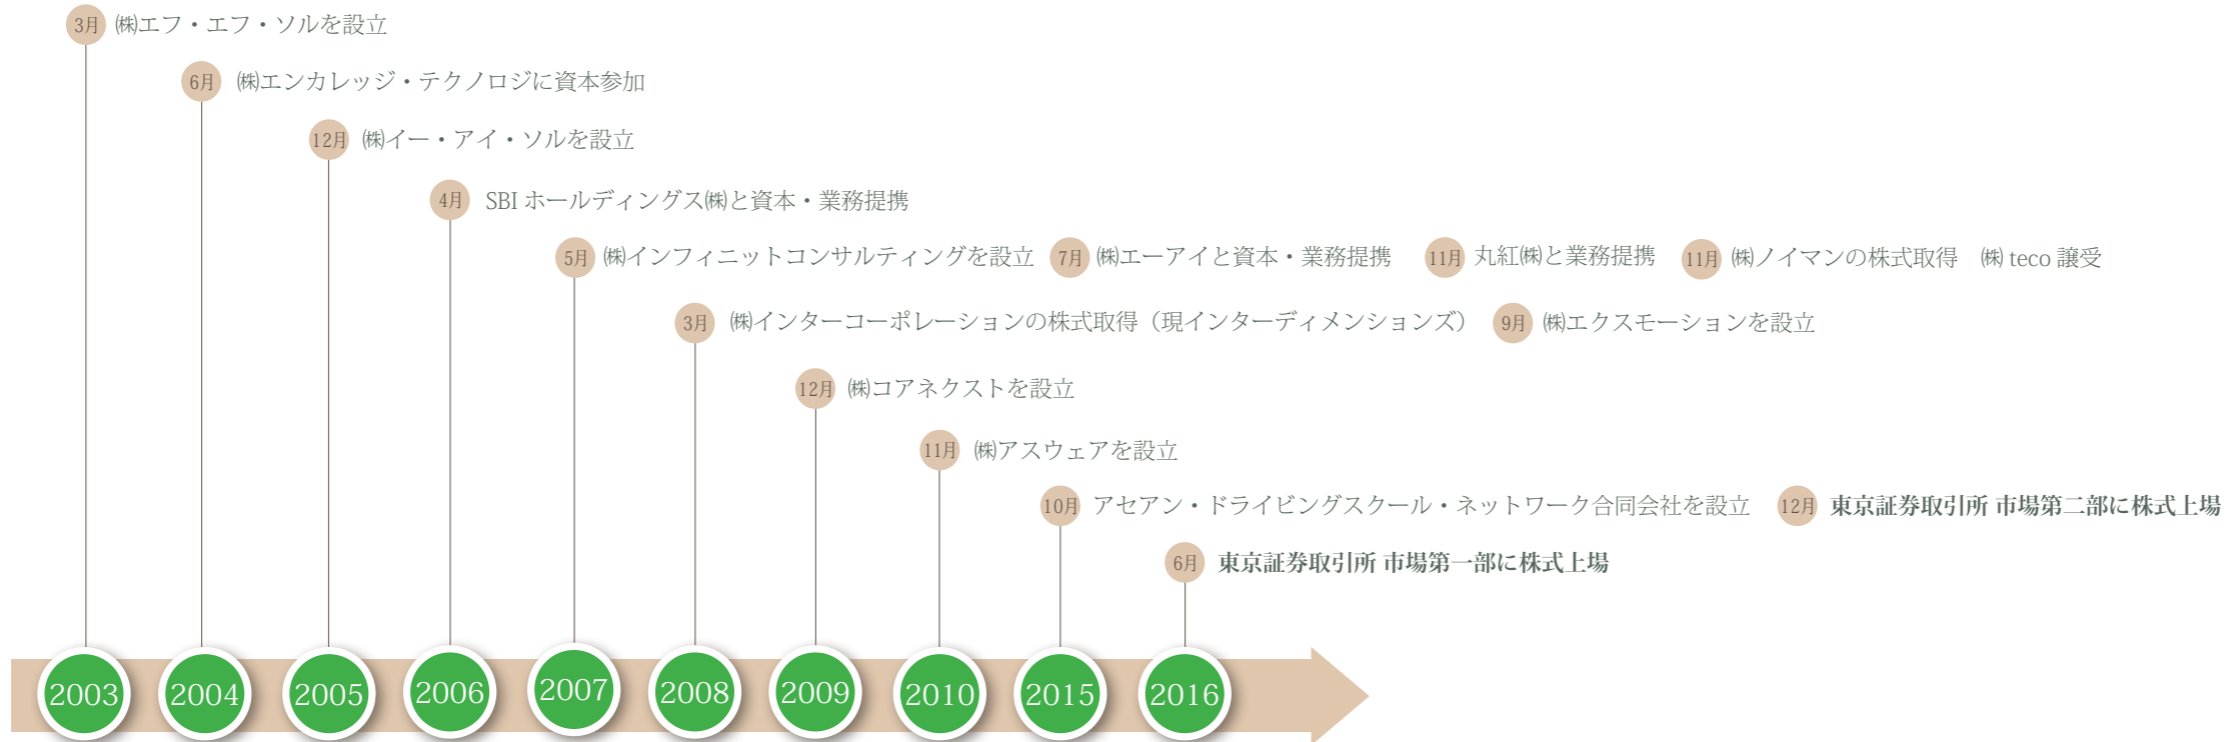 3月 ㈱エフ・エフ・ソルを設立
6月 ㈱エンカレッジ・テクノロジに資本参加
12月 ㈱イー・アイ・ソルを設立
4月 SBI ホールディングス㈱と資本・業務提携
5月 ㈱インフィニットコンサルティングを設立 7月 ㈱エーアイと資本・業務提携 11月 丸紅㈱と業務提携 11月 ㈱ノイマンの株式取得　㈱ teco 譲受
3月 ㈱インターコーポレーションの株式取得（現インターディメンションズ） 9月 ㈱エクスモーションを設立
12月 ㈱コアネクストを設立
11月 ㈱アスウェアを設立
10月 アセアン・ドライビングスクール・ネットワーク合同会社を設立 12月 東京証券取引所 市場第二部に株式上場
6月 東京証券取引所 市場第一部に株式上場
2003 2004 2005 2006 2007 2008 2009 2010 2015 2016